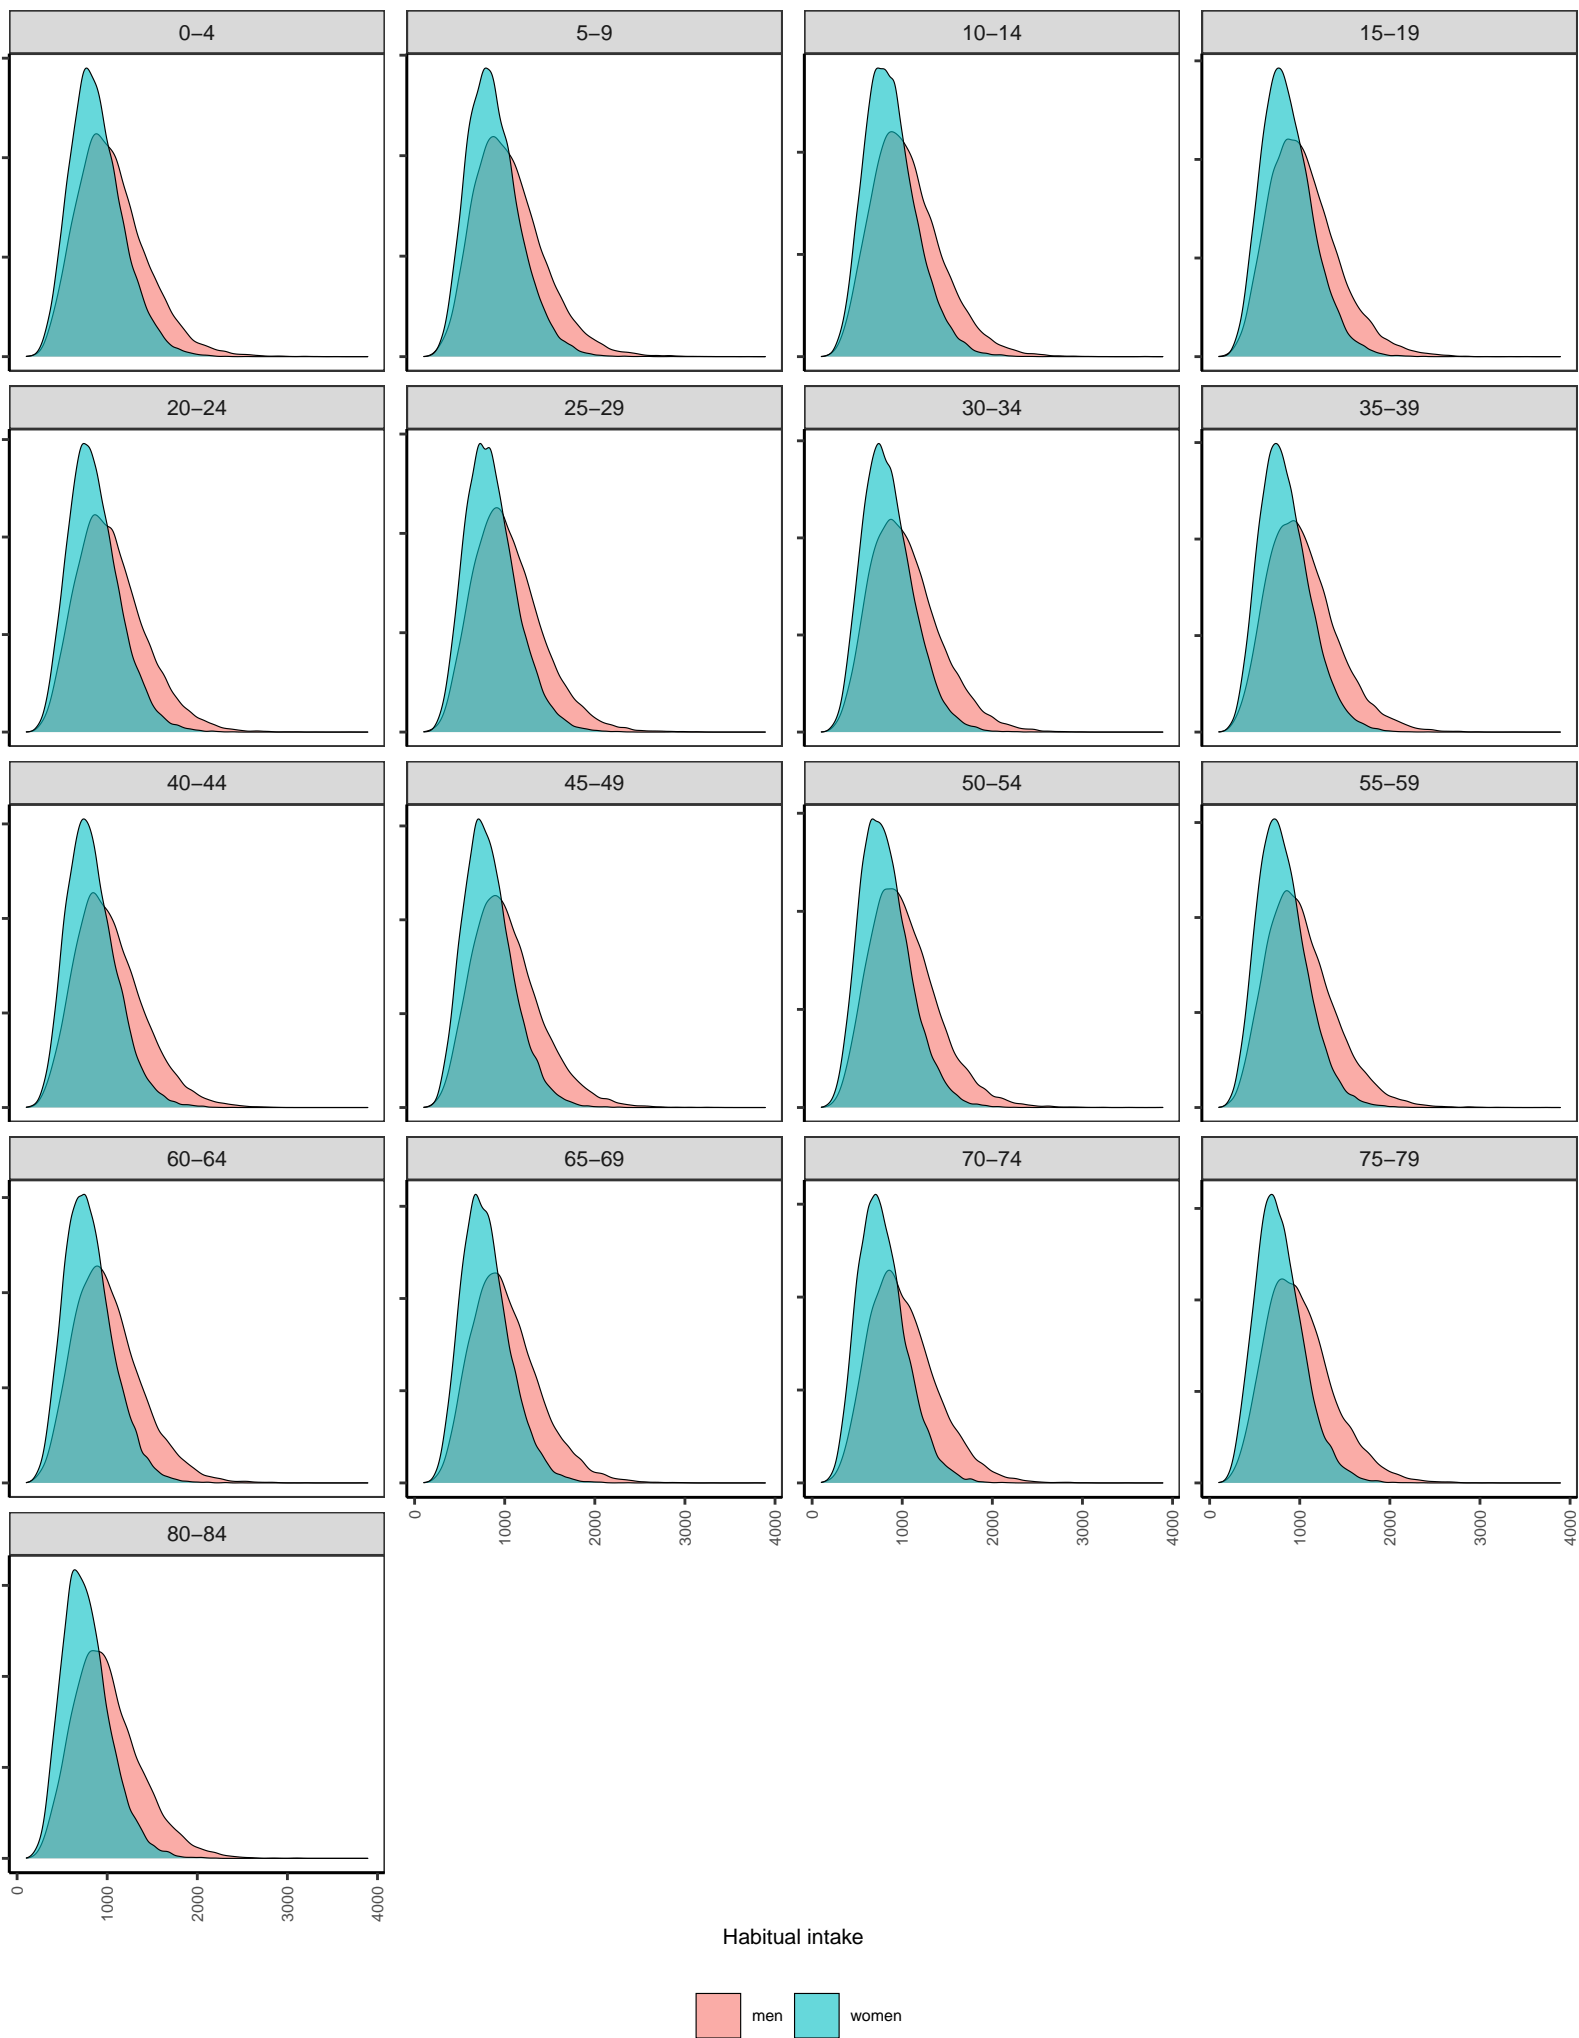 0–4 5–9 10–14 15–19
20–24 25–29 30–34 35–39
40–44 45–49 50–54 55–59
60–64 65–69 70–74 75–79
0 1000 2000 3000 4000 0 1000 2000 3000 4000 0 1000 2000 3000 4000
80–84
0 1000 2000 3000 4000
Habitual intake
men women